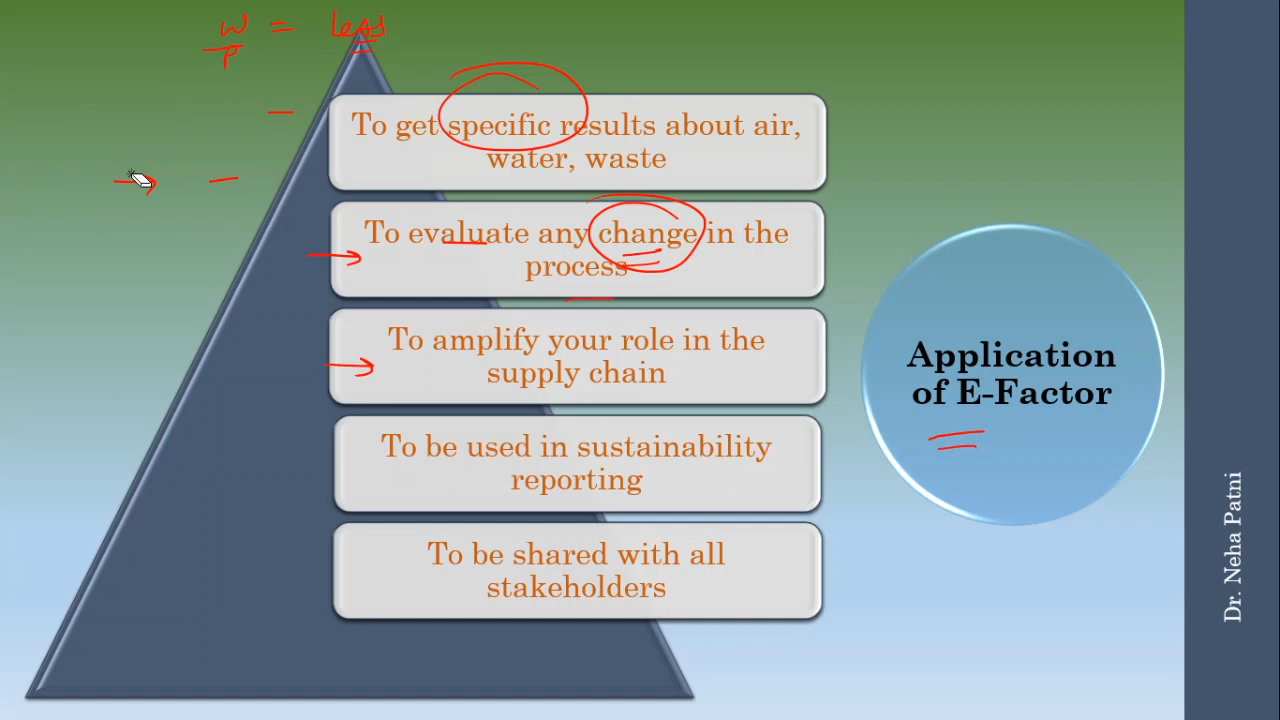 W = less
P
To get specific results about air,
water, waste
To evaluate any change in the
process
To amplify your role in the
supply chain
To be used in sustainability
reporting
To be shared with all
stakeholders
Application
of E-Factor
Dr. Neha Patni